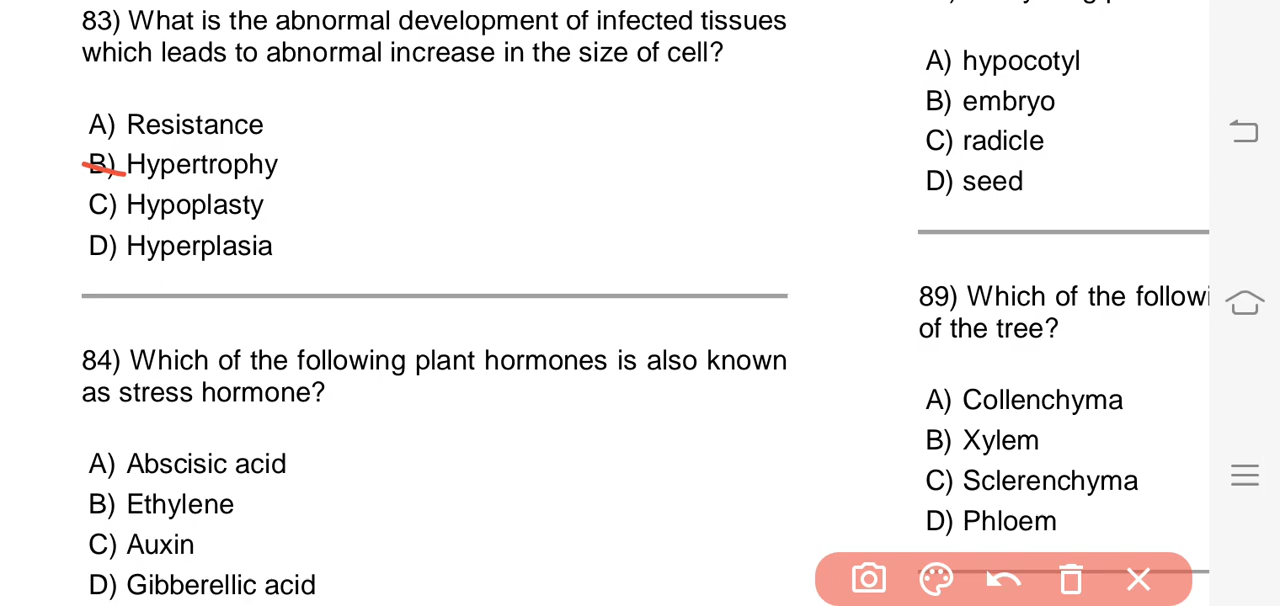 83) What is the abnormal development of infected tissues
which leads to abnormal increase in the size of cell?
A) Resistance
B) Hypertrophy
C) Hypoplasty
D) Hyperplasia
84) Which of the following plant hormones is also known
as stress hormone?
A) Abscisic acid
B) Ethylene
C) Auxin
D) Gibberellic acid
A) hypocotyl
B) embryo
C) radicle
D) seed
89) Which of the followi
of the tree?
A) Collenchyma
B) Xylem
C) Sclerenchyma
D) Phloem